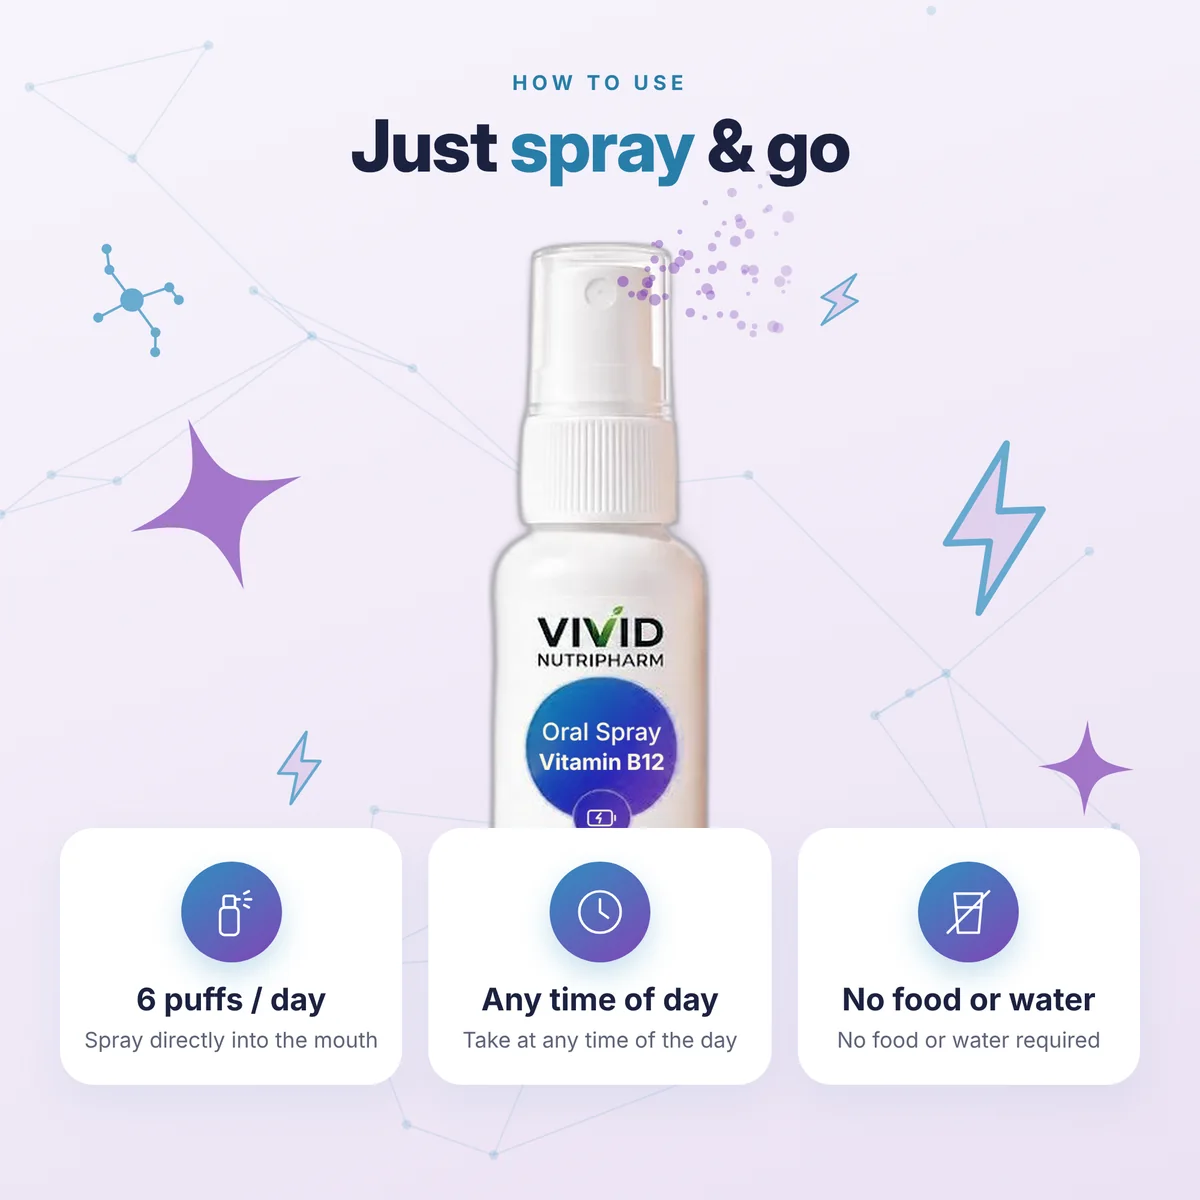 HOW TO USE
Just spray & go
VIVID
NUTRIPHARM
Oral Spray
Vitamin B12
6 puffs / day
Spray directly into the mouth
Any time of day
Take at any time of the day
No food or water
No food or water required